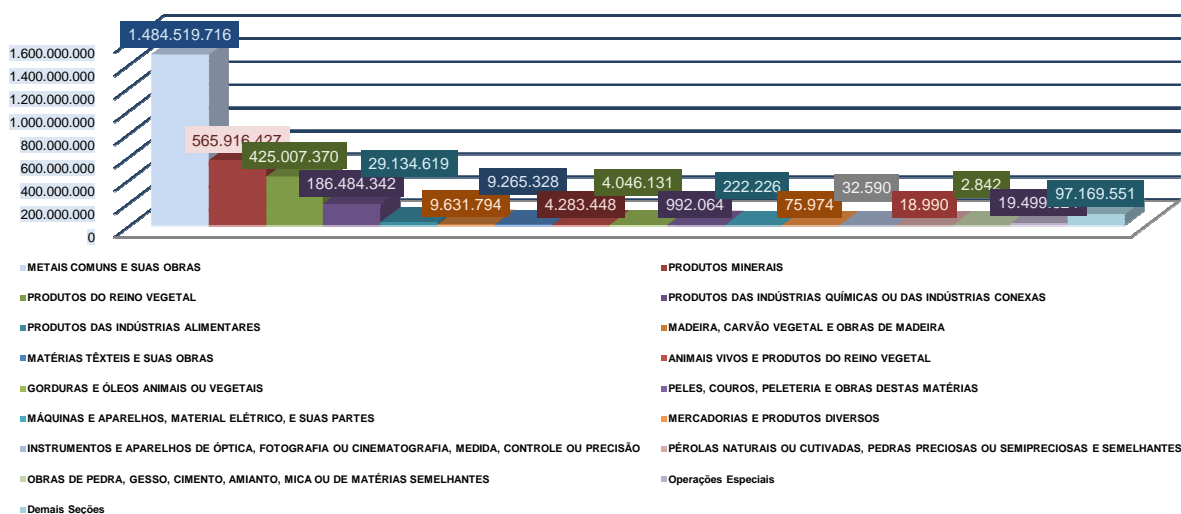 1.484.519.716
1.600.000.000
1.400.000.000
1.200.000.000
1.000.000.000
800.000.000
600.000.000
400.000.000
200.000.000
0
565.916.427
425.007.370
186.484.342
29.134.619
9.631.794
9.265.328
4.283.448
4.046.131
992.064
222.226
75.974
32.590
18.990
2.842
97.169.551
METAIS COMUNS E SUAS OBRAS
PRODUTOS MINERAIS
PRODUTOS DO REINO VEGETAL
PRODUTOS DAS INDÚSTRIAS QUÍMICAS OU DAS INDÚSTRIAS CONEXAS
PRODUTOS DAS INDÚSTRIAS ALIMENTARES
MADEIRA, CARVÃO VEGETAL E OBRAS DE MADEIRA
MATÉRIAS TÊXTEIS E SUAS OBRAS
ANIMAIS VIVOS E PRODUTOS DO REINO VEGETAL
GORDURAS E ÓLEOS ANIMAIS OU VEGETAIS
PELES, COUROS, PELETERIA E OBRAS DESTAS MATÉRIAS
MÁQUINAS E APARELHOS, MATERIAL ELÉTRICO, E SUAS PARTES
MERCADORIAS E PRODUTOS DIVERSOS
INSTRUMENTOS E APARELHOS DE ÓPTICA, FOTOGRAFIA OU CINEMATOGRAFIA, MEDIDA, CONTROLE OU PRECISÃO
PÉROLAS NATURAIS OU CUTIVADAS, PEDRAS PRECIOSAS OU SEMIPRECIOSAS E SEMELHANTES
OBRAS DE PEDRA, GESSO, CIMENTO, AMIANTO, MICA OU DE MATÉRIAS SEMELHANTES
Operações Especiais
Demais Seções